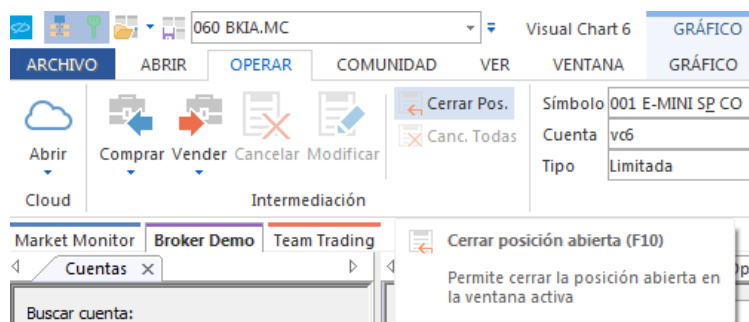 060 BKIA.MC Visual Chart 6 GRÁFICO
ARCHIVO ABRIR OPERAR COMUNIDAD VER VENTANA GRÁFICO
Cerrar Pos. Símbolo 001 E-MINI SP CO
Canc. Todas Cuenta vc6
Abrir Comprar Vender Cancelar Modificar Tipo Limitada
Cloud Intermediación
Market Monitor Broker Demo Team Trading
Cerrar posición abierta (F10)
Cuentas
Permite cerrar la posición abierta en
la ventana activa
Buscar cuenta: